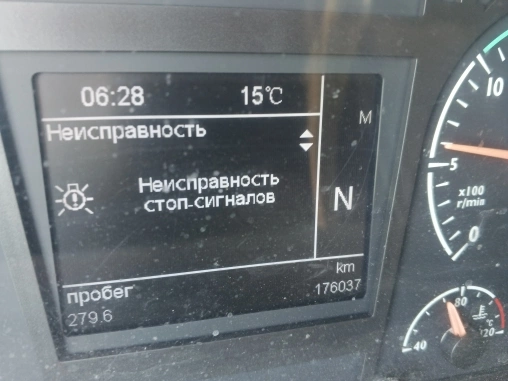 06:28 15°C
M
Неисправность
Неисправность
стоп-сигналов
N
km
пробег 176037
279.6
10
5
x100
r/min
0
80
40
°C
120